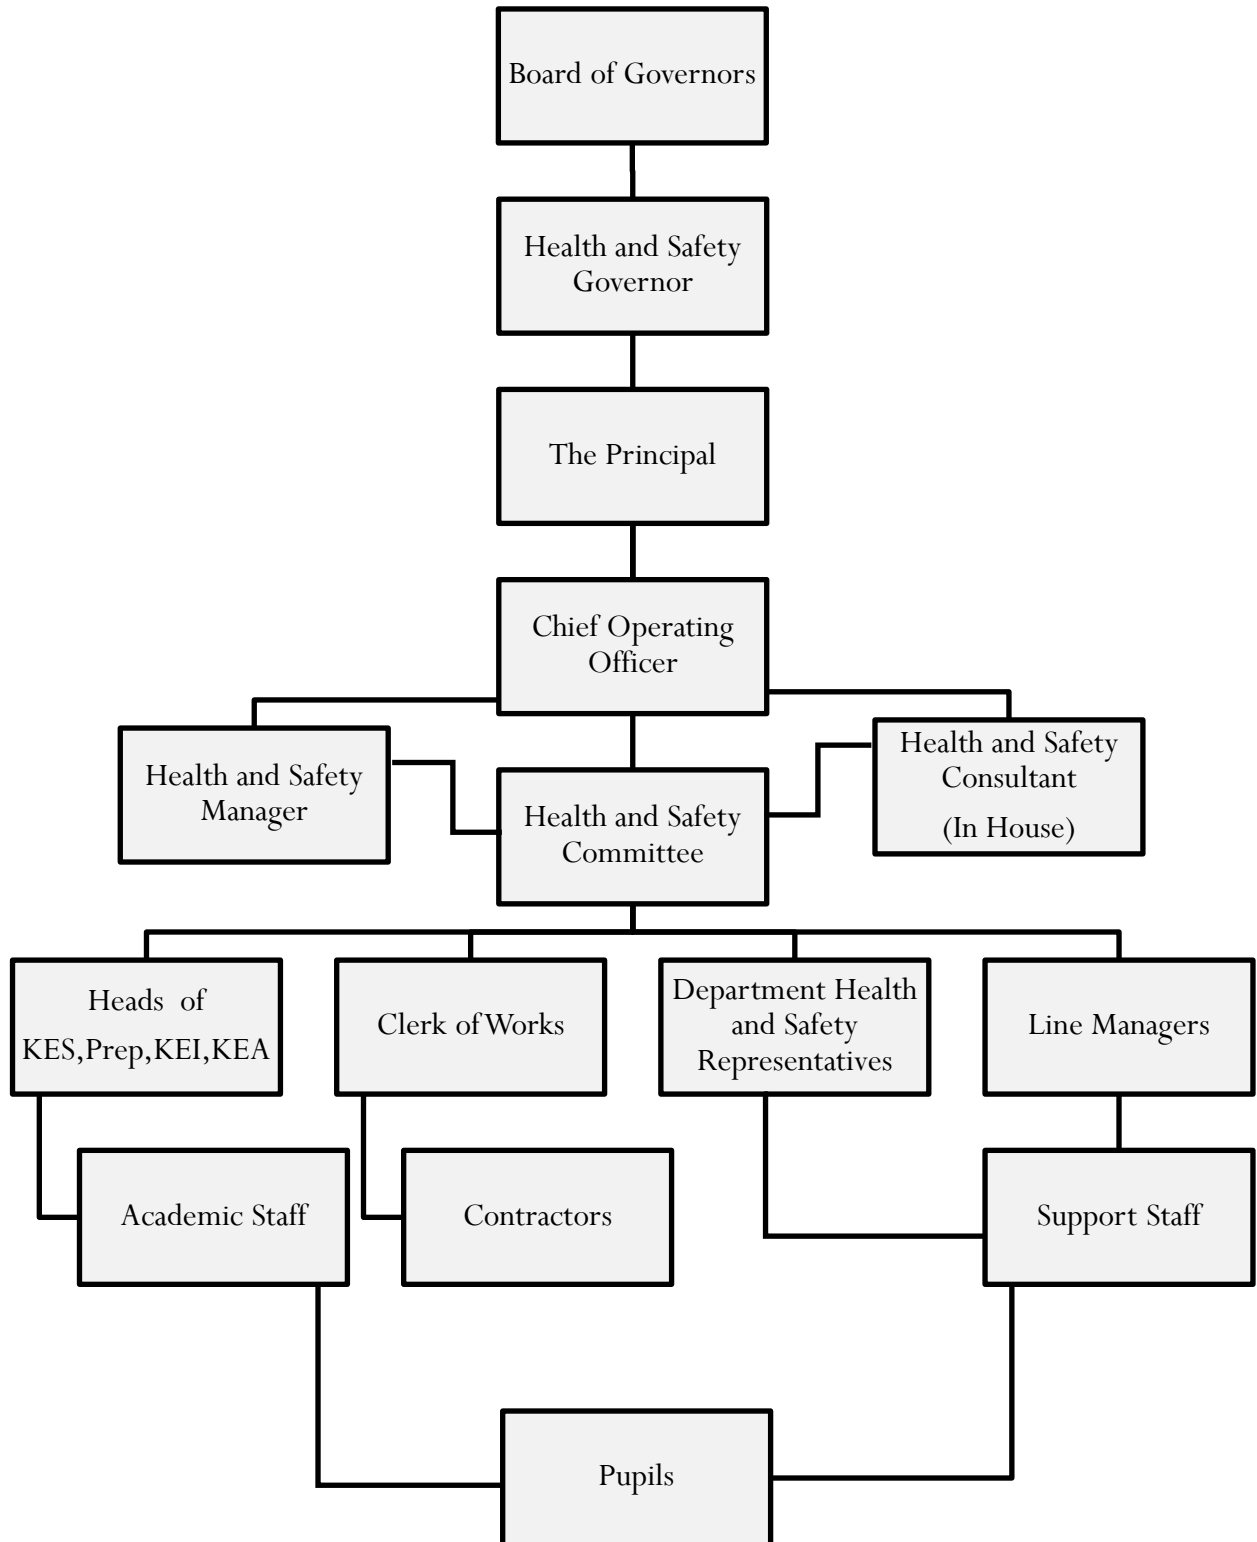 Board of Governors
Health and Safety
Governor
The Principal
Chief Operating
Officer
Health and Safety
Manager
Health and Safety
Committee
Health and Safety
Consultant
(In House)
Heads of
KES,Prep,KEI,KEA
Clerk of Works
Department Health
and Safety
Representatives
Line Managers
Academic Staff
Contractors
Support Staff
Pupils